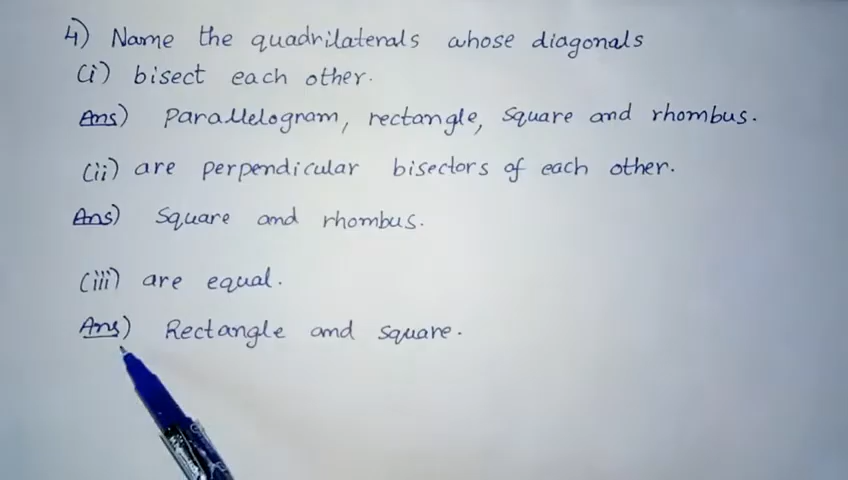 4) Name the quadrilaterals whose diagonals
(i) bisect each other.
Ans) Parallelogram, rectangle, square and rhombus.
(ii) are perpendicular bisectors of each other.
Ans) Square and rhombus.
(iii) are equal.
Ans) Rectangle and square.